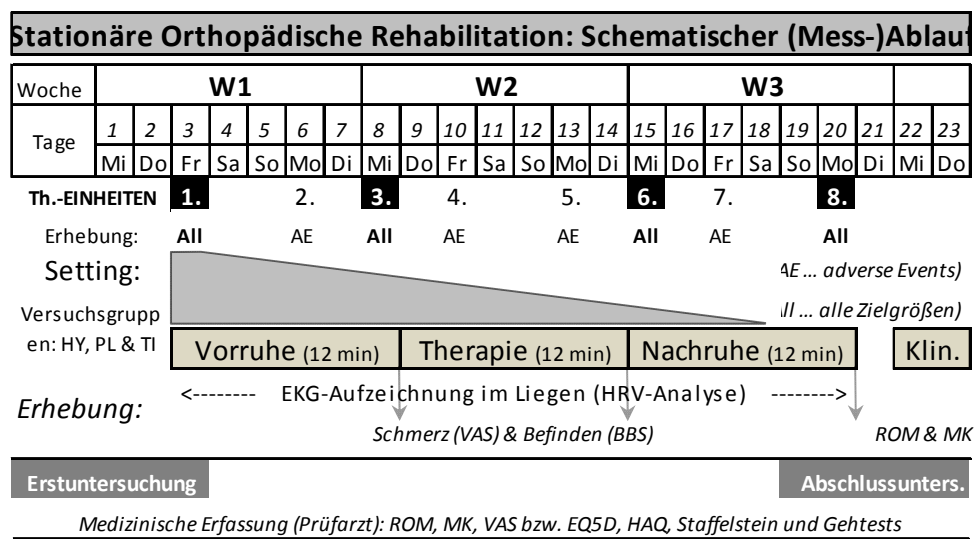 Stationäre Orthopädische Rehabilitation: Schematischer (Mess-)Ablauf
Woche W1 W2 W3
Tage 1 2 3 4 5 6 7 8 9 10 11 12 13 14 15 16 17 18 19 20 21 22 23
Mi Do Fr Sa So Mo Di Mi Do Fr Sa So Mo Di Mi Do Fr Sa So Mo Di Mi Do
Th.-EINHEITEN 1. 2. 3. 4. 5. 6. 7. 8.
Erhebung: All AE All AE AE All AE All
Setting: AE ... adverse Events)
Versuchsgrupp ll ... alle Zielgrößen)
en: HY, PL & TI Vorruhe (12 min) Therapie (12 min) Nachruhe (12 min) Klin.
Erhebung: <-------- EKG-Aufzeichnung im Liegen (HRV-Analyse) -------->
Schmerz (VAS) & Befinden (BBS) ROM & MK
Erstuntersuchung Abschlussunters.
Medizinische Erfassung (Prüfarzt): ROM, MK, VAS bzw. EQ5D, HAQ, Staffelstein und Gehtests